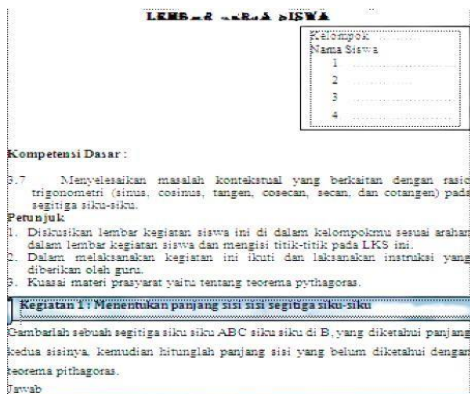 LEMBAR KERJA SISWA
Kelompok ............
Nama Siswa
1 ........................
2 ........................
3 ........................
4 ........................
Kompetensi Dasar :
3.7 Menyelesaikan masalah kontekstual yang berkaitan dengan rasio
trigonometri (sinus, cosinus, tangen, cosecan, secan, dan cotangen) pada
segitiga siku-siku.
Petunjuk
1. Diskusikan lembar kegiatan siswa ini di dalam kelompokmu sesuai arahan
dalam lembar kegiatan siswa dan mengisi titik-titik pada LKS ini.
2. Dalam melaksanakan kegiatan ini ikuti dan laksanakan instruksi yang
diberikan oleh guru.
3. Kuasai materi prasyarat yaitu tentang teorema pythagoras.
Kegiatan 1 : Menentukan panjang sisi sisi segitiga siku-siku
Gambarlah sebuah segitiga siku siku ABC siku siku di B, yang diketahui panjang
kedua sisinya, kemudian hitunglah panjang sisi yang belum diketahui dengan
teorema pithagoras.
Jawab